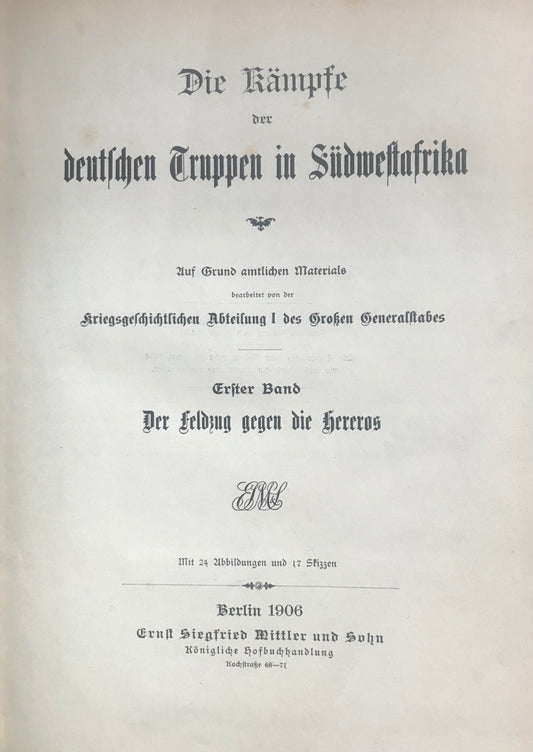 Die Kämpfe
der
deutschen Truppen in Südwestafrika
Auf Grund amtlichen Materials
bearbeitet von der
Kriegsgeschichtlichen Abteilung I des Großen Generalstabes
Erster Band
Der Feldzug gegen die Hereros
Mit 24 Abbildungen und 17 Skizzen
Berlin 1906
Ernst Siegfried Mittler und Sohn
Königliche Hofbuchhandlung
Kochstraße 68—71